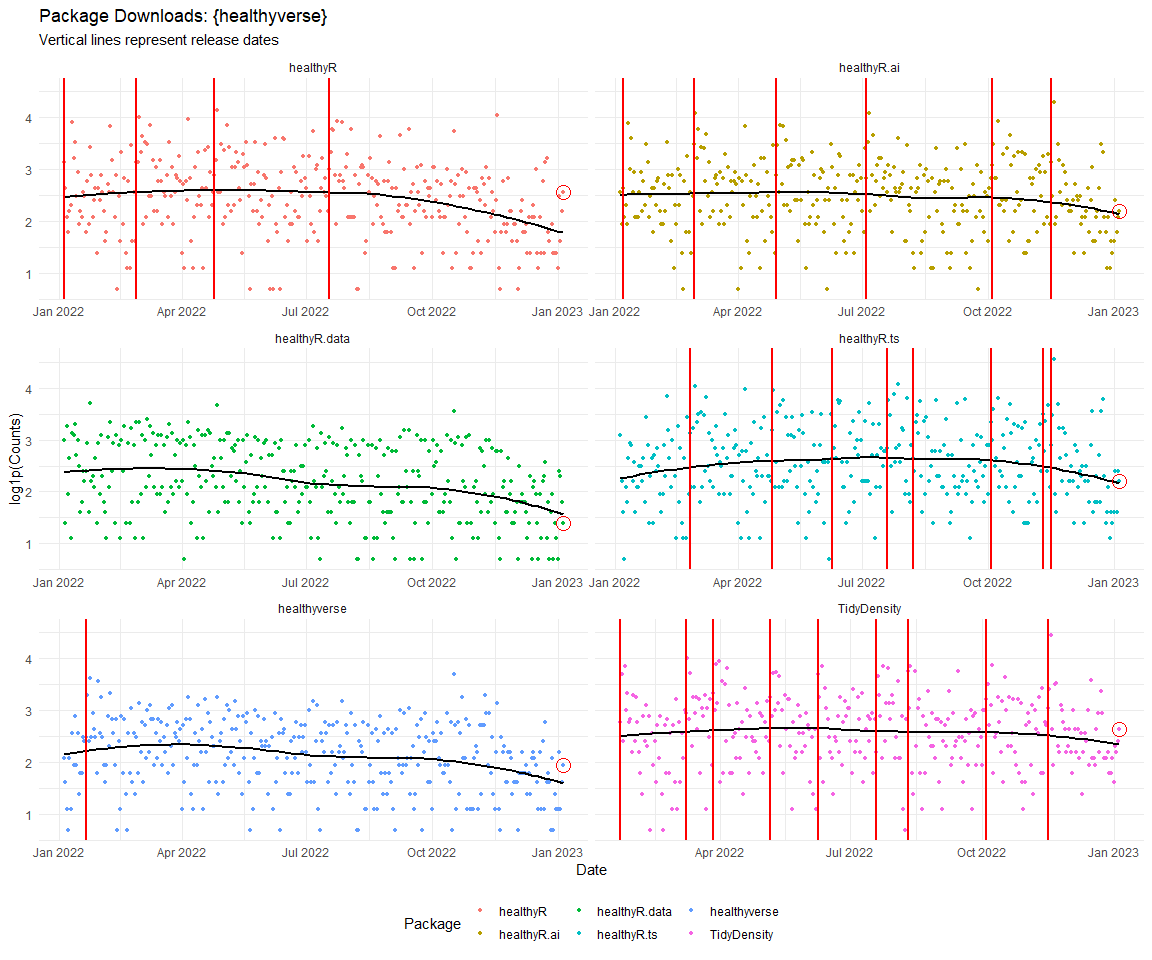 Package Downloads: {healthyverse}
Vertical lines represent release dates
healthyR
healthyR.ai
4
3
2
1
Jan 2022 Apr 2022 Jul 2022 Oct 2022 Jan 2023
Jan 2022 Apr 2022 Jul 2022 Oct 2022 Jan 2023
healthyR.data
healthyR.ts
log1p(Counts)
4
3
2
1
Jan 2022 Apr 2022 Jul 2022 Oct 2022 Jan 2023
Jan 2022 Apr 2022 Jul 2022 Oct 2022 Jan 2023
healthyverse
TidyDensity
4
3
2
1
Jan 2022 Apr 2022 Jul 2022 Oct 2022 Jan 2023
Apr 2022 Jul 2022 Oct 2022 Jan 2023
Date
Package
healthyR healthyR.data healthyverse
healthyR.ai healthyR.ts TidyDensity